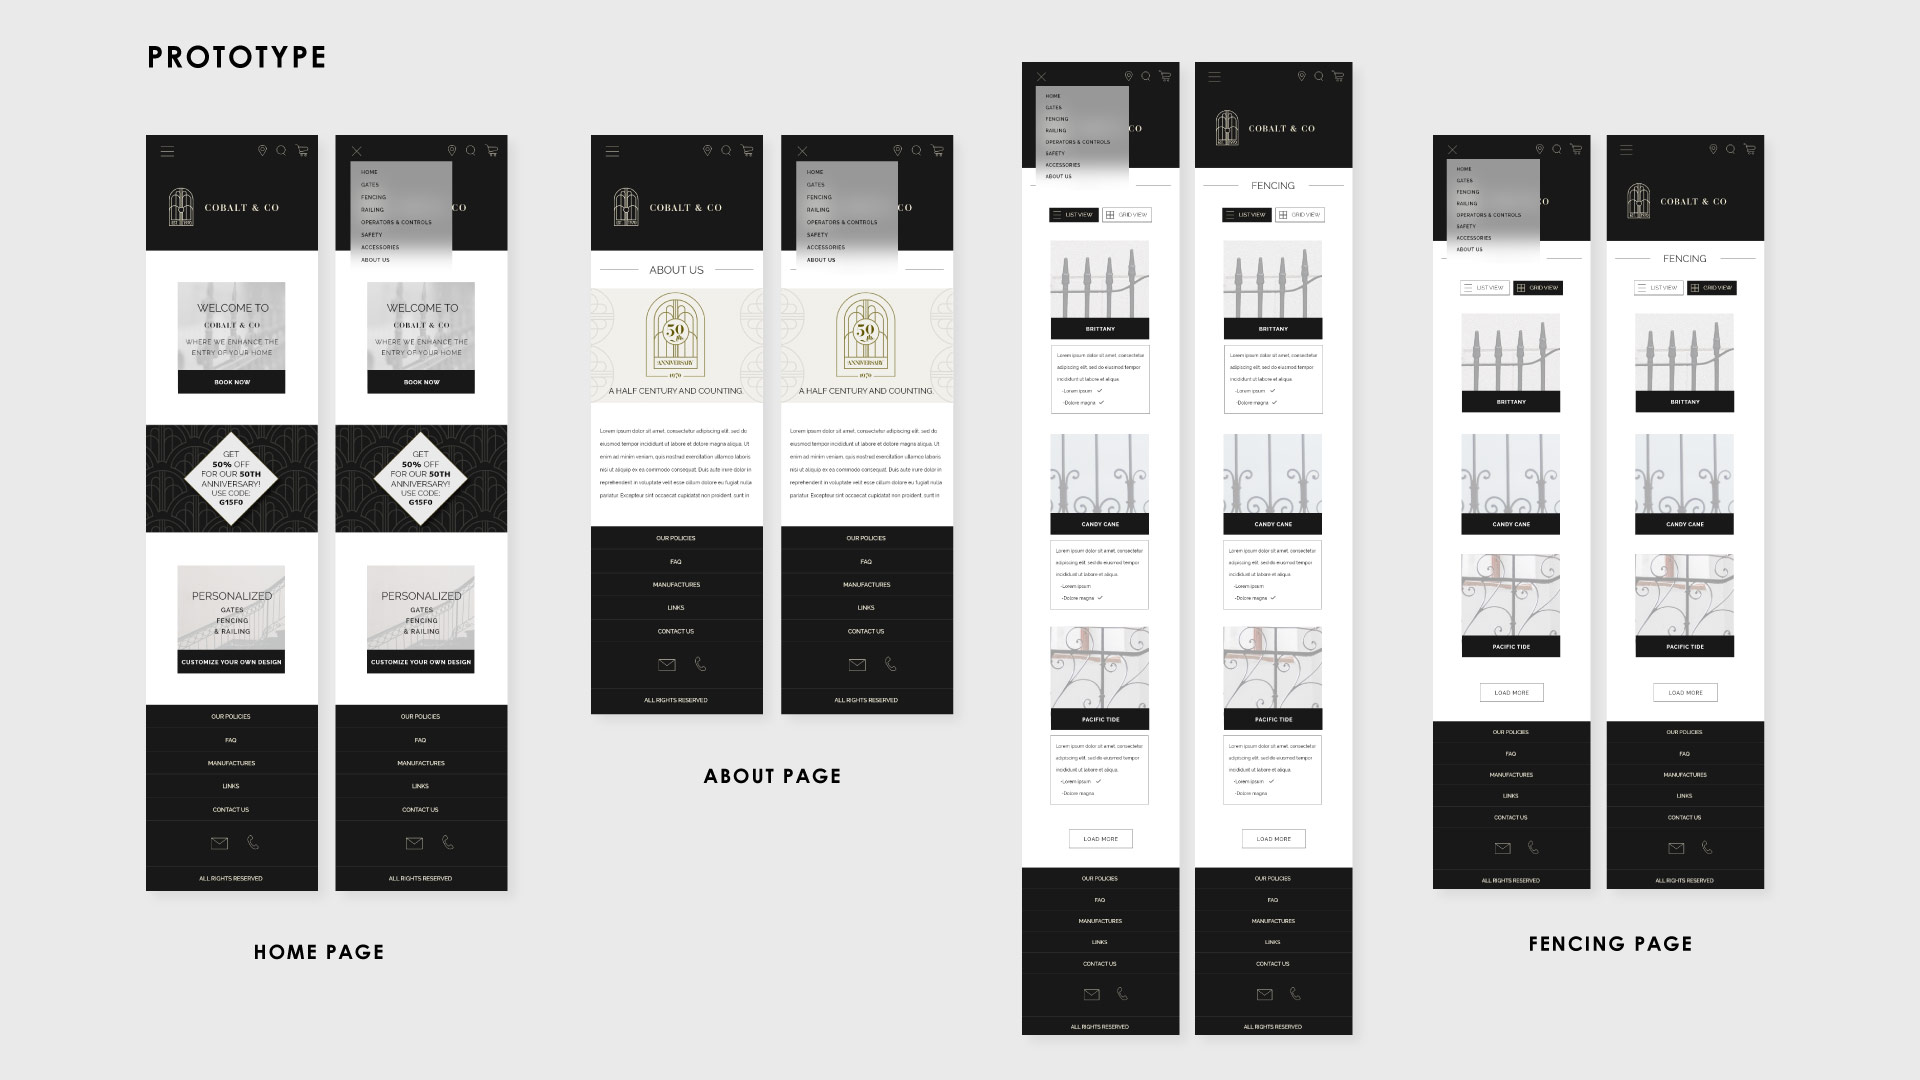 PROTOTYPE
COBALT & CO
WELCOME TO
COBALT & CO
WHERE WE ENHANCE THE
ENTRY OF YOUR HOME
BOOK NOW
GET
50% OFF
FOR OUR 50TH
ANNIVERSARY!
USE CODE:
G15F0
PERSONALIZED
GATES
FENCING
& RAILING
CUSTOMIZE YOUR OWN DESIGN
OUR POLICIES
FAQ
MANUFACTURES
LINKS
CONTACT US
ALL RIGHTS RESERVED
CO
HOME
GATES
FENCING
RAILING
OPERATORS & CONTROLS
SAFETY
ACCESSORIES
ABOUT US
WELCOME TO
COBALT & CO
WHERE WE ENHANCE THE
ENTRY OF YOUR HOME
BOOK NOW
GET
50% OFF
FOR OUR 50TH
ANNIVERSARY!
USE CODE:
G15F0
PERSONALIZED
GATES
FENCING
& RAILING
CUSTOMIZE YOUR OWN DESIGN
OUR POLICIES
FAQ
MANUFACTURES
LINKS
CONTACT US
ALL RIGHTS RESERVED
HOME PAGE
COBALT & CO
ABOUT US
50
ANNIVERSARY
1970
A HALF CENTURY AND COUNTING.
Lorem ipsum dolor sit amet, consectetur adipiscing elit, sed do
eiusmod tempor incididunt ut labore et dolore magna aliqua. Ut
enim ad minim veniam, quis nostrud exercitation ullamco laboris
nisi ut aliquip ex ea commodo consequat. Duis aute irure dolor in
reprehenderit in voluptate velit esse cillum dolore eu fugiat nulla
pariatur. Excepteur sint occaecat cupidatat non proident, sunt in
OUR POLICIES
FAQ
MANUFACTURES
LINKS
CONTACT US
ALL RIGHTS RESERVED
CO
HOME
GATES
FENCING
RAILING
OPERATORS & CONTROLS
SAFETY
ACCESSORIES
ABOUT US
50
ANNIVERSARY
1970
A HALF CENTURY AND COUNTING.
Lorem ipsum dolor sit amet, consectetur adipiscing elit, sed do
eiusmod tempor incididunt ut labore et dolore magna aliqua. Ut
enim ad minim veniam, quis nostrud exercitation ullamco laboris
nisi ut aliquip ex ea commodo consequat. Duis aute irure dolor in
reprehenderit in voluptate velit esse cillum dolore eu fugiat nulla
pariatur. Excepteur sint occaecat cupidatat non proident, sunt in
OUR POLICIES
FAQ
MANUFACTURES
LINKS
CONTACT US
ALL RIGHTS RESERVED
ABOUT PAGE
CO
HOME
GATES
FENCING
RAILING
OPERATORS & CONTROLS
SAFETY
ACCESSORIES
ABOUT US
LIST VIEW GRID VIEW
BRITTANY
Lorem ipsum dolor sit amet, consectetur
adipiscing elit, sed do eiusmod tempor
incididunt ut labore et aliqua
-Lorem ipsum ✓
-Dolore magna ✓
CANDY CANE
Lorem ipsum dolor sit amet, consectetur
adipiscing elit, sed do eiusmod tempor
incididunt ut labore et aliqua.
-Lorem ipsum
-Dolore magna ✓
PACIFIC TIDE
Lorem ipsum dolor sit amet, consectetur
adipiscing elit, sed do eiusmod tempor
incididunt ut labore et aliqua.
-Lorem ipsum ✓
-Dolore magna
LOAD MORE
OUR POLICIES
FAQ
MANUFACTURES
LINKS
CONTACT US
ALL RIGHTS RESERVED
COBALT & CO
FENCING
LIST VIEW GRID VIEW
BRITTANY
Lorem ipsum dolor sit amet, consectetur
adipiscing elit, sed do eiusmod tempor
incididunt ut labore et aliqua
-Lorem ipsum ✓
-Dolore magna ✓
CANDY CANE
Lorem ipsum dolor sit amet, consectetur
adipiscing elit, sed do eiusmod tempor
incididunt ut labore et aliqua.
-Lorem ipsum
-Dolore magna ✓
PACIFIC TIDE
Lorem ipsum dolor sit amet, consectetur
adipiscing elit, sed do eiusmod tempor
incididunt ut labore et aliqua.
-Lorem ipsum ✓
-Dolore magna
LOAD MORE
OUR POLICIES
FAQ
MANUFACTURES
LINKS
CONTACT US
ALL RIGHTS RESERVED
CO
HOME
GATES
FENCING
RAILING
OPERATORS & CONTROLS
SAFETY
ACCESSORIES
ABOUT US
LIST VIEW GRID VIEW
BRITTANY
CANDY CANE
PACIFIC TIDE
LOAD MORE
OUR POLICIES
FAQ
MANUFACTURES
LINKS
CONTACT US
ALL RIGHTS RESERVED
COBALT & CO
FENCING
LIST VIEW GRID VIEW
BRITTANY
CANDY CANE
PACIFIC TIDE
LOAD MORE
OUR POLICIES
FAQ
MANUFACTURES
LINKS
CONTACT US
ALL RIGHTS RESERVED
FENCING PAGE